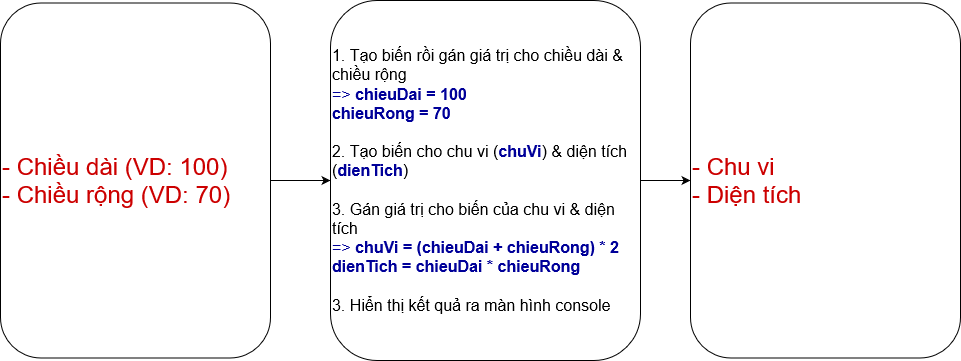 - Chiều dài (VD: 100)
- Chiều rộng (VD: 70)
1. Tạo biến rồi gán giá trị cho chiều dài &
chiều rộng
=> chieuDai = 100
chieuRong = 70
2. Tạo biến cho chu vi (chuVi) & diện tích
(dienTich)
3. Gán giá trị cho biến của chu vi & diện
tích
=> chuVi = (chieuDai + chieuRong) * 2
dienTich = chieuDai * chieuRong
3. Hiển thị kết quả ra màn hình console
- Chu vi
- Diện tích